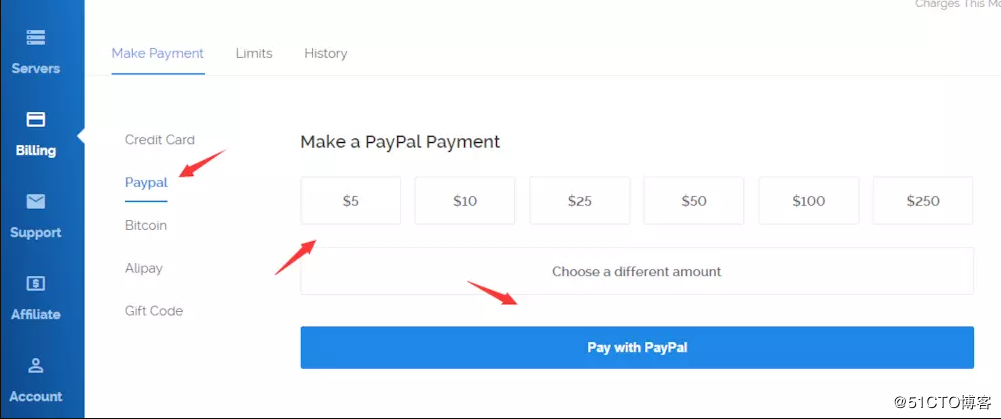 Charges This Mo
Make Payment Limits History
Servers
Billing
Support
Affiliate
Account
Credit Card
Paypal
Bitcoin
Alipay
Gift Code
Make a PayPal Payment
$5 $10 $25 $50 $100 $250
Choose a different amount
Pay with PayPal
@51CTO博客